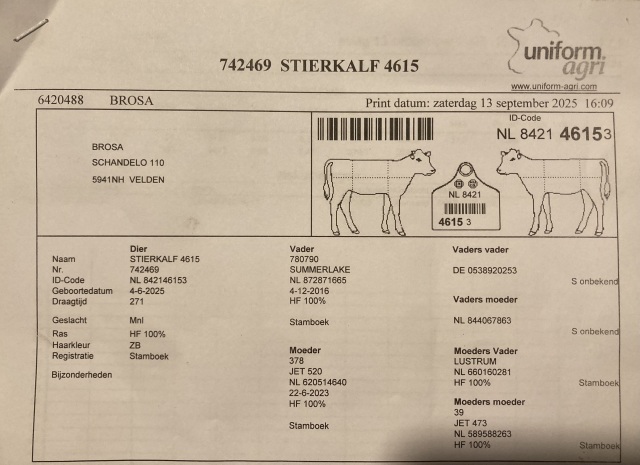 uniform.
agri
742469 STIERKALF 4615
www.uniform-agri.com
6420488 BROSA Print datum: zaterdag 13 september 2025 16:09
ID-Code
NL 8421 46153
BROSA
SCHANDELO 110
5941NH VELDEN
NL 8421
4615 3
Dier
Naam STIERKALF 4615
Nr. 742469
ID-Code NL 842146153
Geboortedatum 4-6-2025
Draagtijd 271
Geslacht Mnl
Ras HF 100%
Haarkleur ZB
Registratie Stamboek
Bijzonderheden
Vader
780790
SUMMERLAKE
NL 872871665
4-12-2016
HF 100%
Stamboek
Moeder
378
JET 520
NL 620514640
22-6-2023
HF 100%
Stamboek
Vaders vader
DE 0538920253
S onbekend
Vaders moeder
NL 844067863
S onbekend
Moeders Vader
LUSTRUM
NL 660160281
HF 100% Stamboek
Moeders moeder
39
JET 473
NL 589588263
HF 100% Stamboek